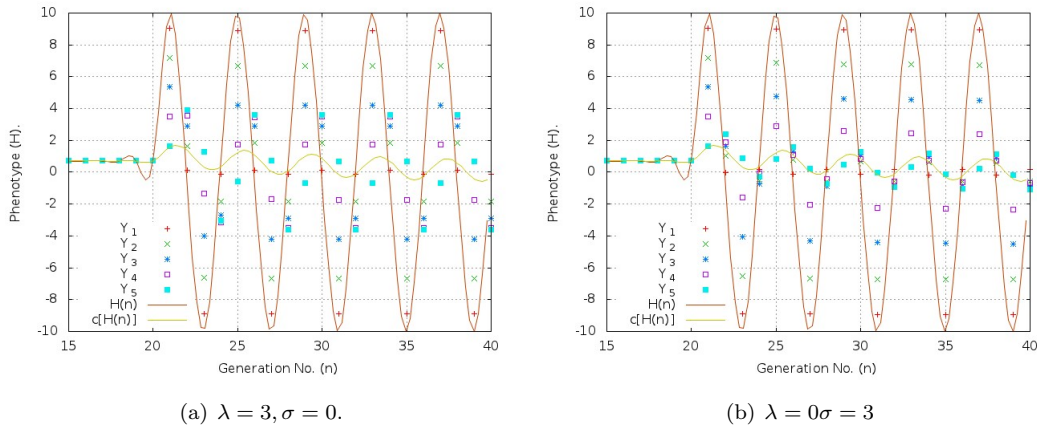 10
8
6
4
2
0
-2
-4
-6
-8
-10
Phenotype (H).
Y 1
Y 2
Y 3
Y 4
Y 5
H(n)
c[H(n)]
15 20 25 30 35 40
Generation No. (n)
(a) λ = 3, σ = 0.
10
8
6
4
2
0
-2
-4
-6
-8
-10
Phenotype (H).
Y 1
Y 2
Y 3
Y 4
Y 5
H(n)
c[H(n)]
15 20 25 30 35 40
Generation No. (n)
(b) λ = 0σ = 3